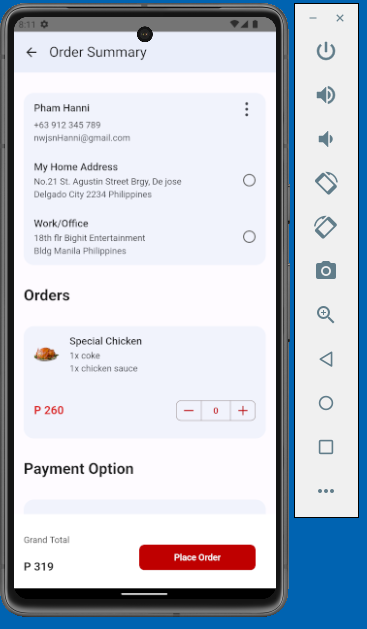 8:11
Order Summary
Pham Hanni
+63 912 345 789
nwjsnHanni@gmail.com
My Home Address
No.21 St. Agustin Street Brgy, De jose
Delgado City 2234 Philippines
Work/Office
18th flr Bighit Entertainment
Bldg Manila Philippines
Orders
Special Chicken
1x coke
1x chicken sauce
P 260
0
Payment Option
Grand Total
P 319
Place Order